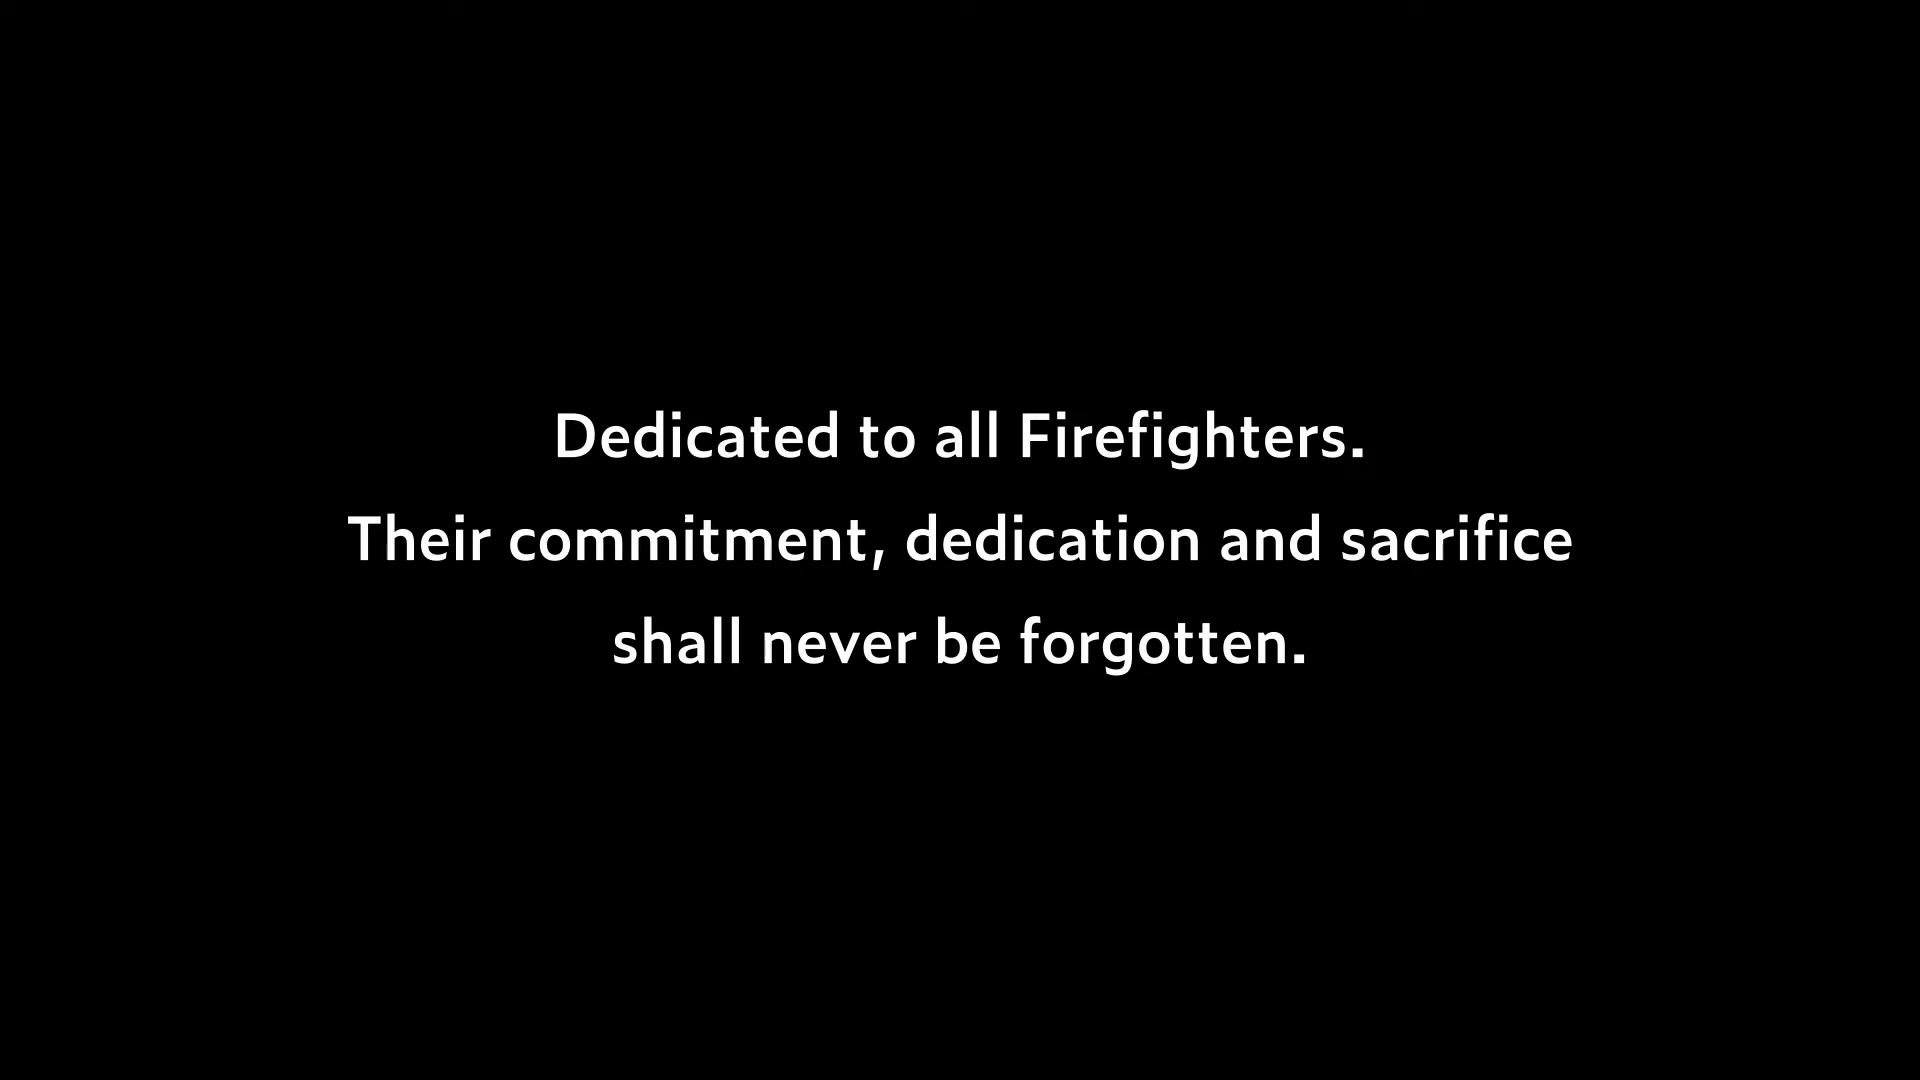 Dedicated to all Firefighters.
Their commitment, dedication and sacrifice
shall never be forgotten.